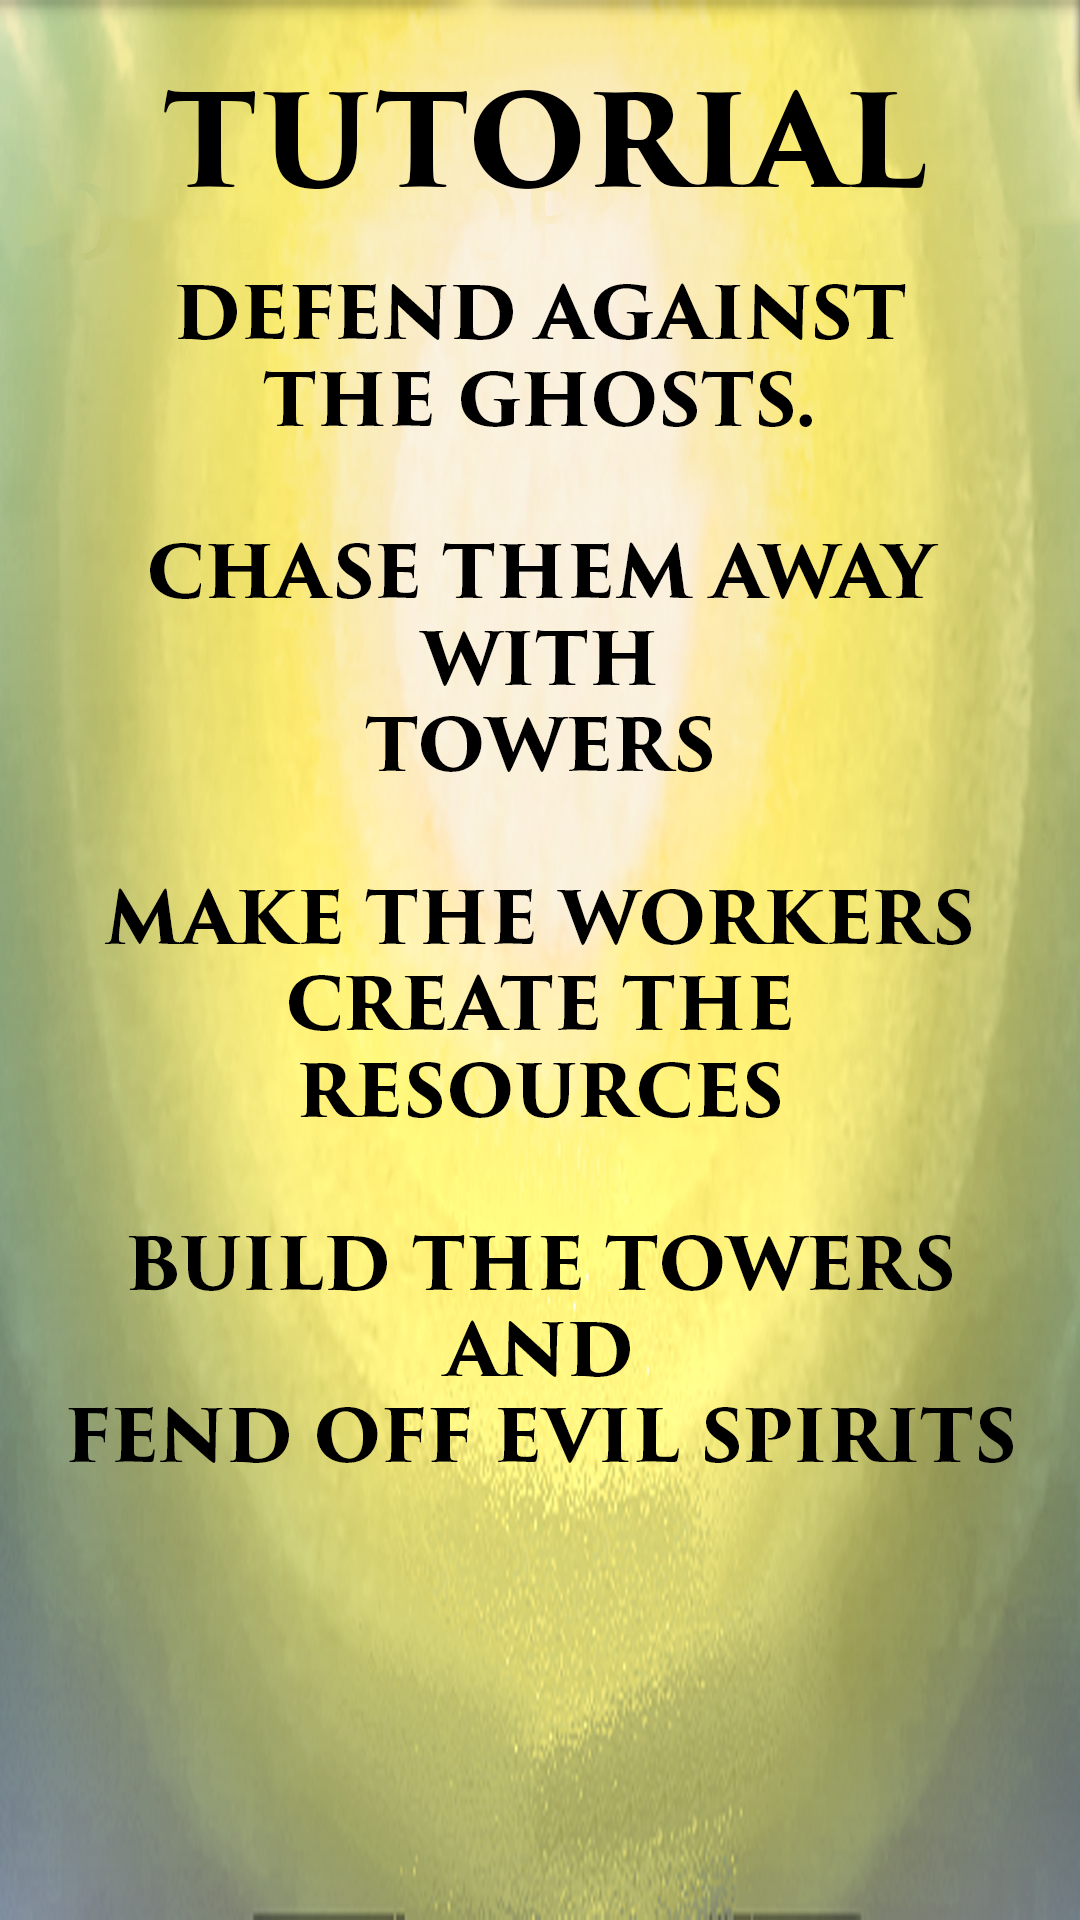 TUTORIAL
DEFEND AGAINST
THE GHOSTS.
CHASE THEM AWAY
WITH
TOWERS
MAKE THE WORKERS
CREATE THE
RESOURCES
BUILD THE TOWERS
AND
FEND OFF EVIL SPIRITS